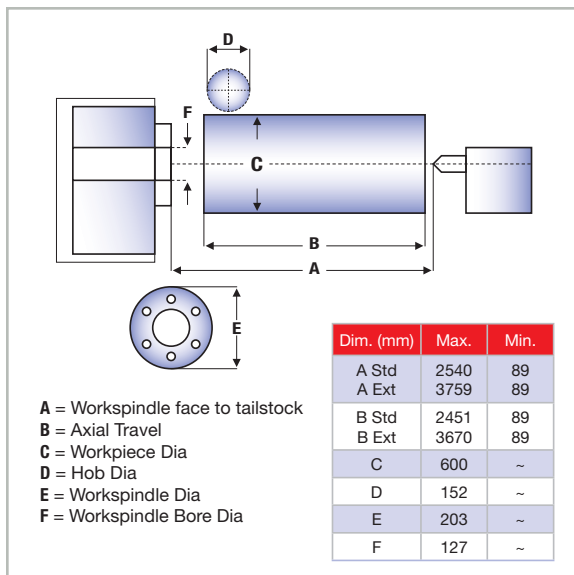 D
F
C
B
A
E
A = Workspindle face to tailstock
B = Axial Travel
C = Workpiece Dia
D = Hob Dia
E = Workspindle Dia
F = Workspindle Bore Dia
Dim. (mm) Max. Min.
A Std 2540 89
A Ext 3759 89
B Std 2451 89
B Ext 3670 89
C 600 ~
D 152 ~
E 203 ~
F 127 ~